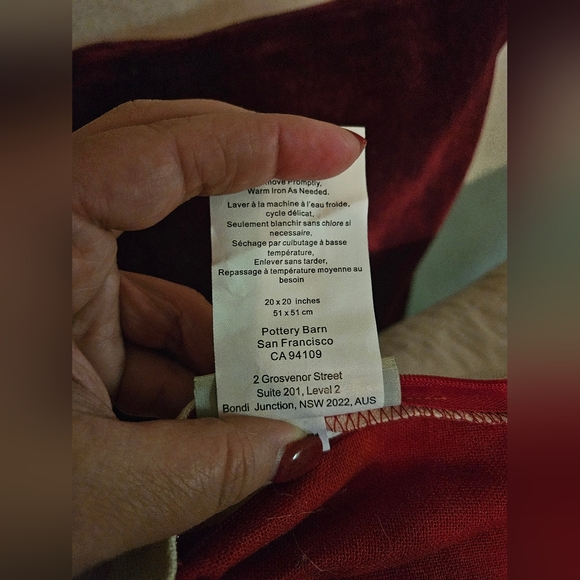 Promptly,
Warm Iron As Needed.
Laver à la machine à l'eau froide,
cycle délicat,
Seulement blanchir sans chlore si
necessaire,
Séchage par culbutage à basse
température,
Enlever sans tarder,
Repassage à température moyenne au
besoin
20 x 20 inches
51 x 51 cm
Pottery Barn
San Francisco
CA 94109
2 Grosvenor Street
Suite 201, Level 2
Bondi Junction, NSW 2022, AUS